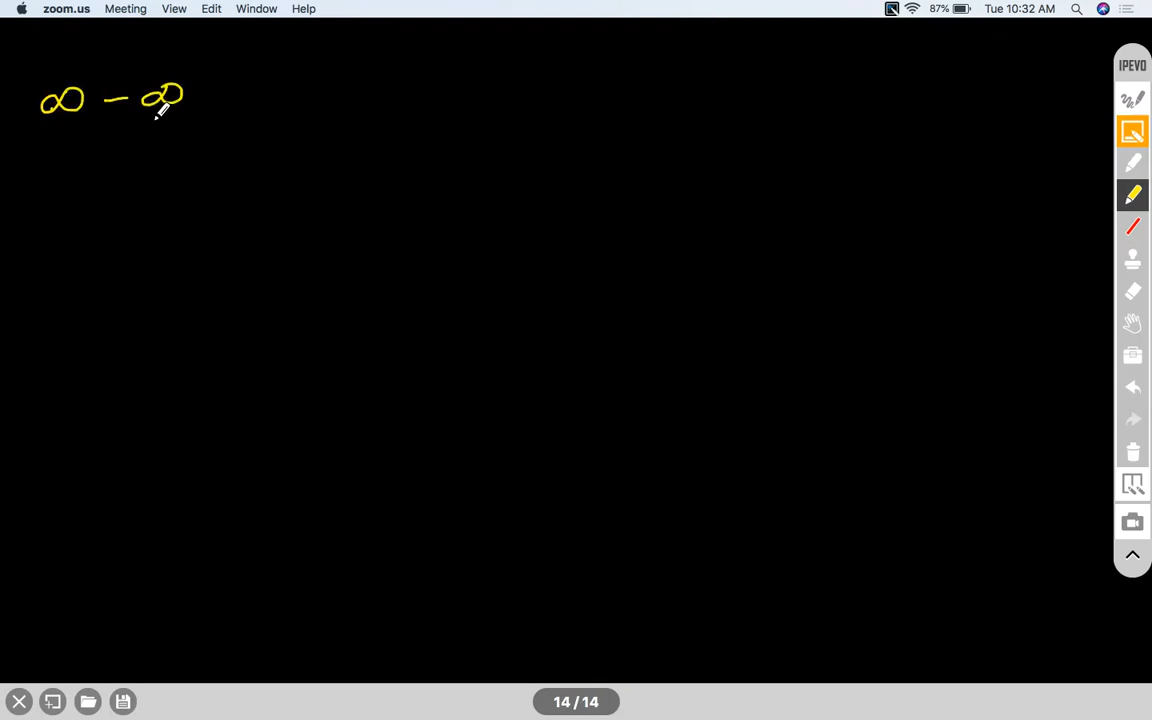 zoom.us Meeting View Edit Window Help 87% Tue 10:32 AM
IPEVO
∞ - ∞
14 / 14